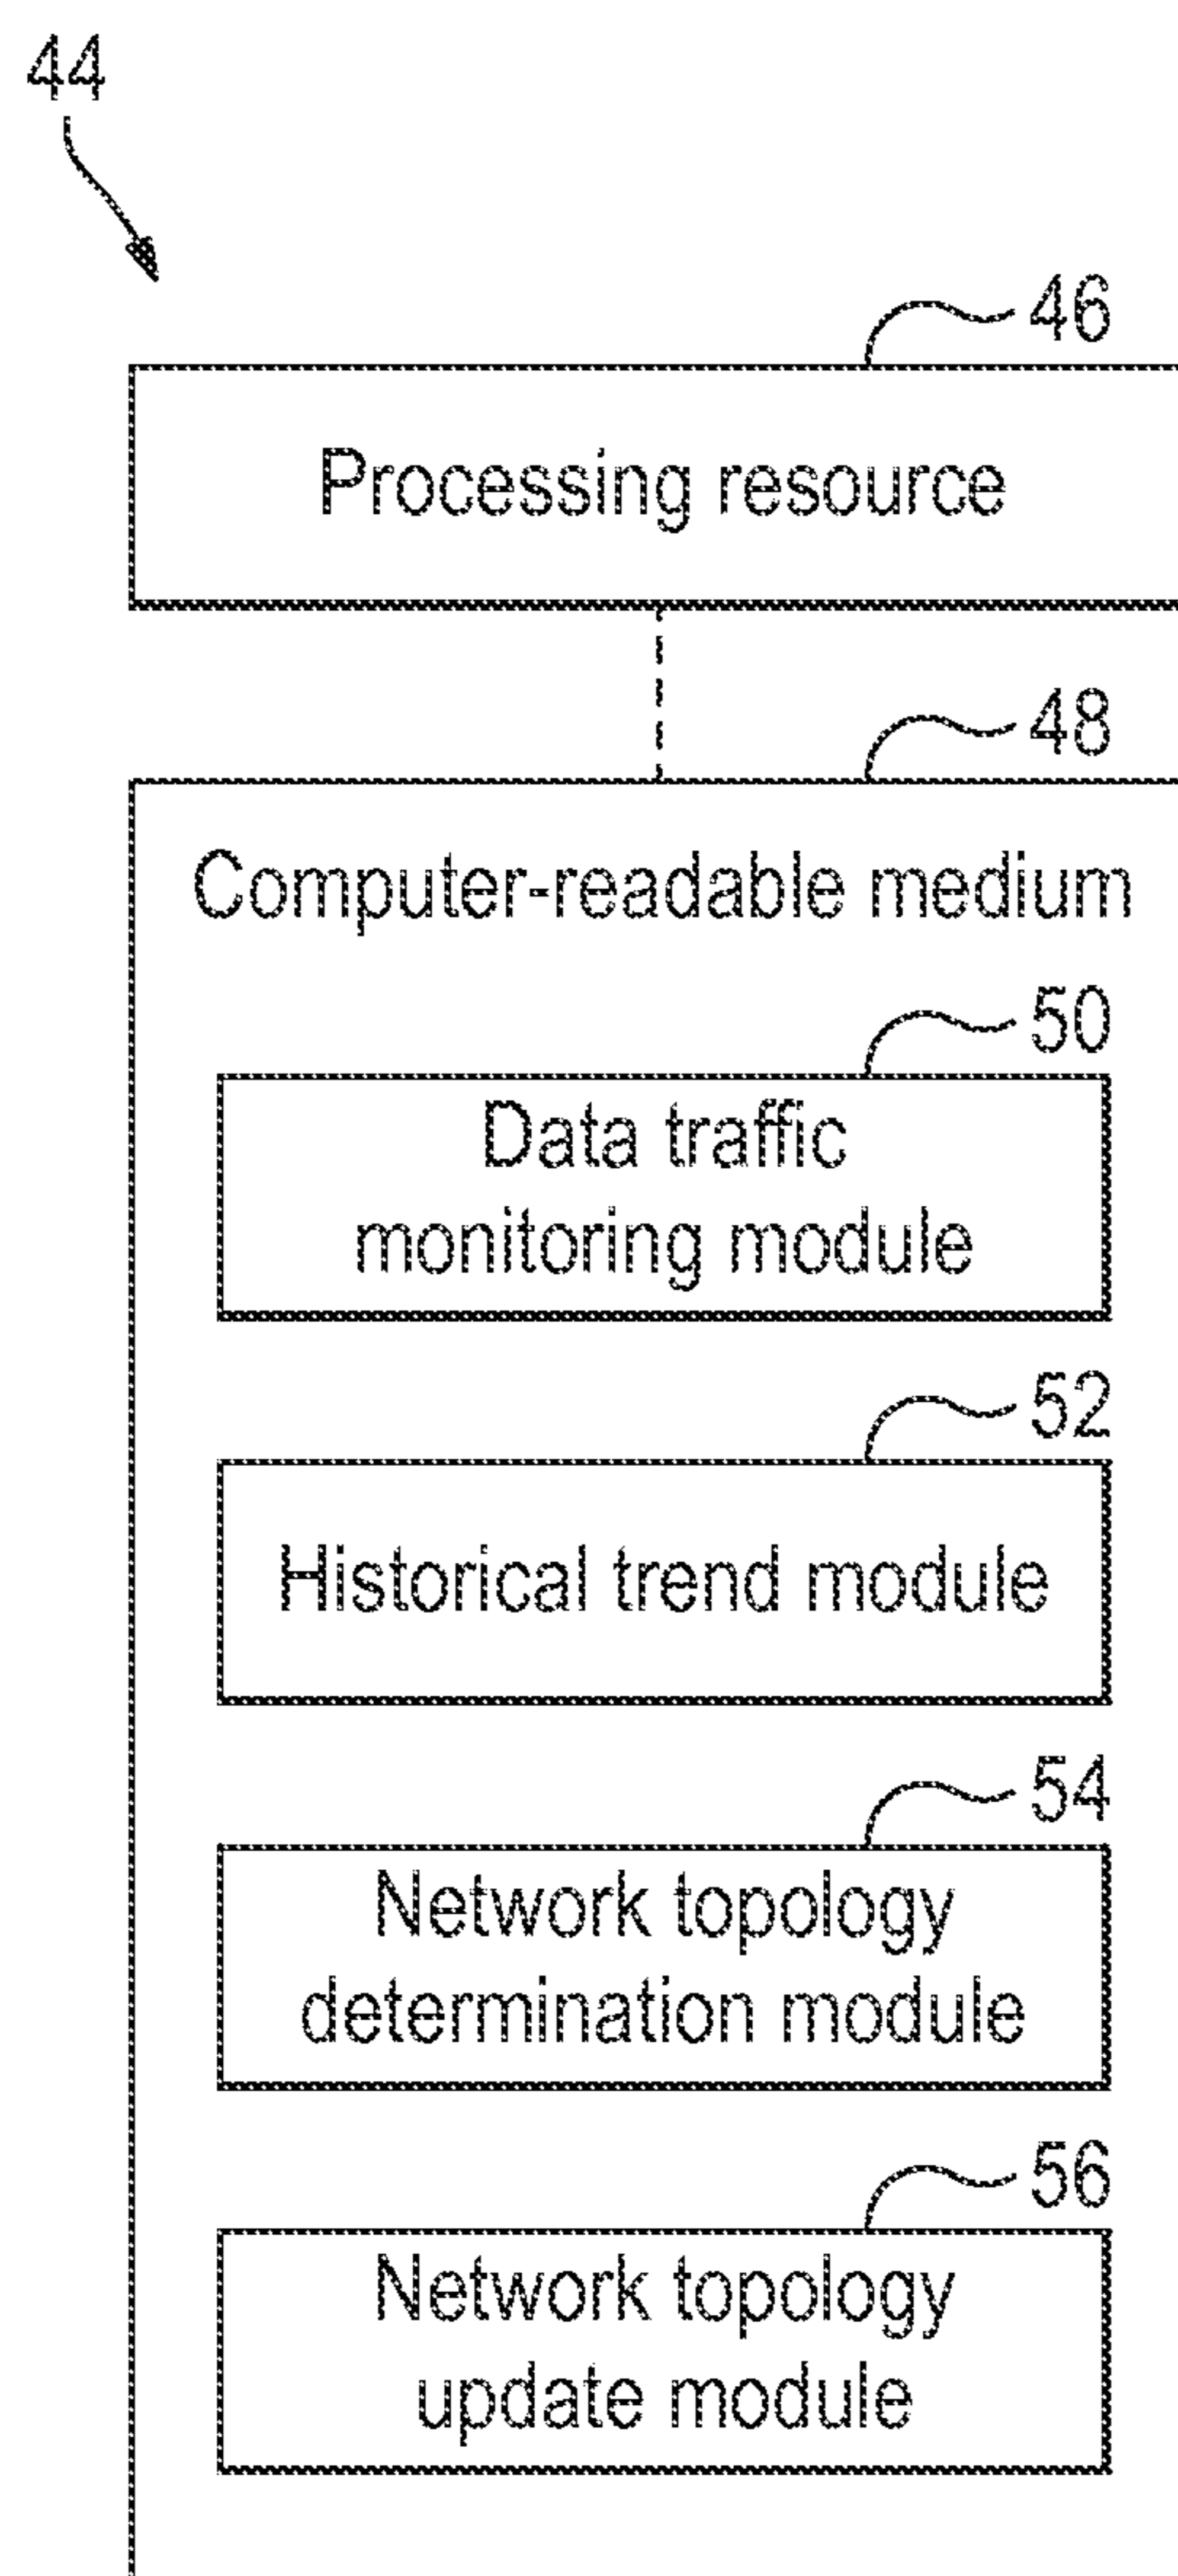 44
46
Processing resource
48
Computer-readable medium
50
Data traffic
monitoring module
52
Historical trend module
54
Network topology
determination module
56
Network topology
update module